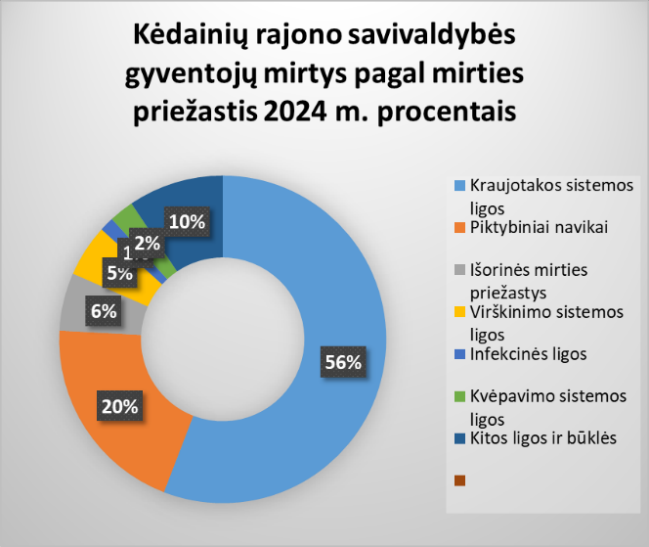 Kėdainių rajono savivaldybės
gyventojų mirtys pagal mirties
priežastis 2024 m. procentais
10%
2%
5%
6%
20%
56%
Kraujotakos sistemos
ligos
Piktybiniai navikai
Išorinės mirties
priežastys
Virškinimo sistemos
ligos
Infekcinės ligos
Kvėpavimo sistemos
ligos
Kitos ligos ir būklės